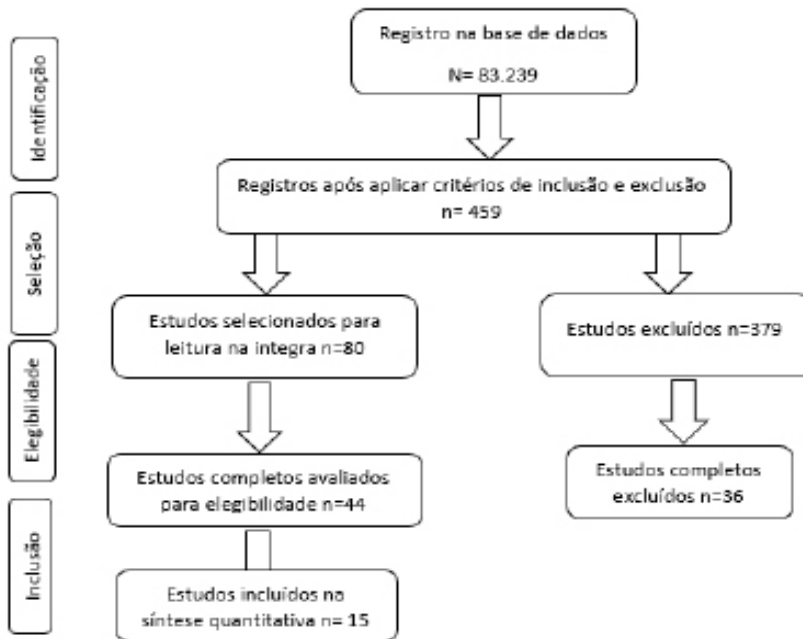 Identificação
Registro na base de dados
N= 83.239
Registros após aplicar critérios de inclusão e exclusão
n= 459
Seleção
Estudos selecionados para
leitura na integra n=80
Estudos excluídos n=379
Elegibilidade
Estudos completos avaliados
para elegibilidade n=44
Estudos completos
excluídos n=36
Inclusão
Estudos incluídos na
síntese quantitativa n= 15